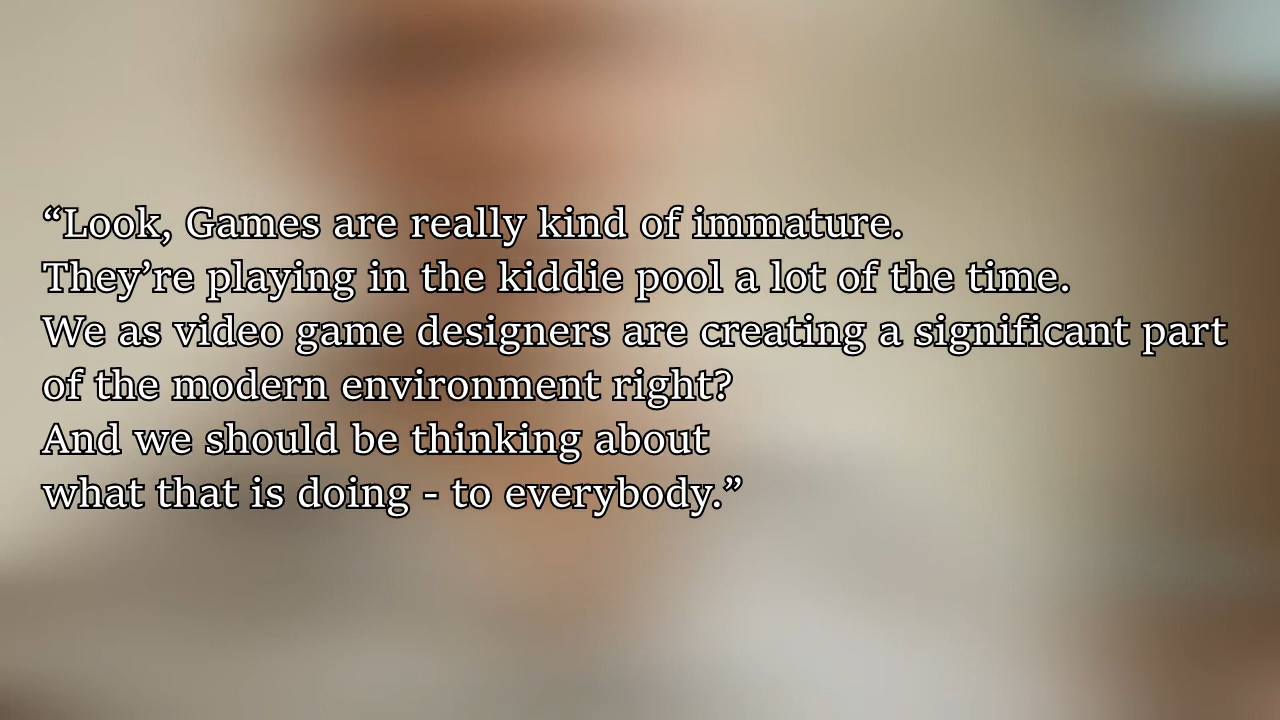 “Look, Games are really kind of immature.
They’re playing in the kiddie pool a lot of the time.
We as video game designers are creating a significant part
of the modern environment right?
And we should be thinking about
what that is doing - to everybody.”